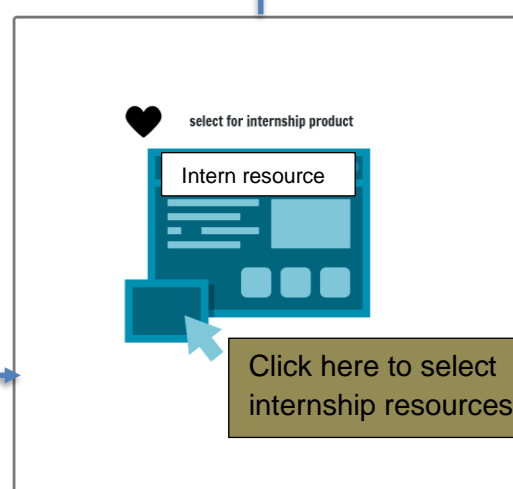 select for internship product
Intern resource
Click here to select
internship resources